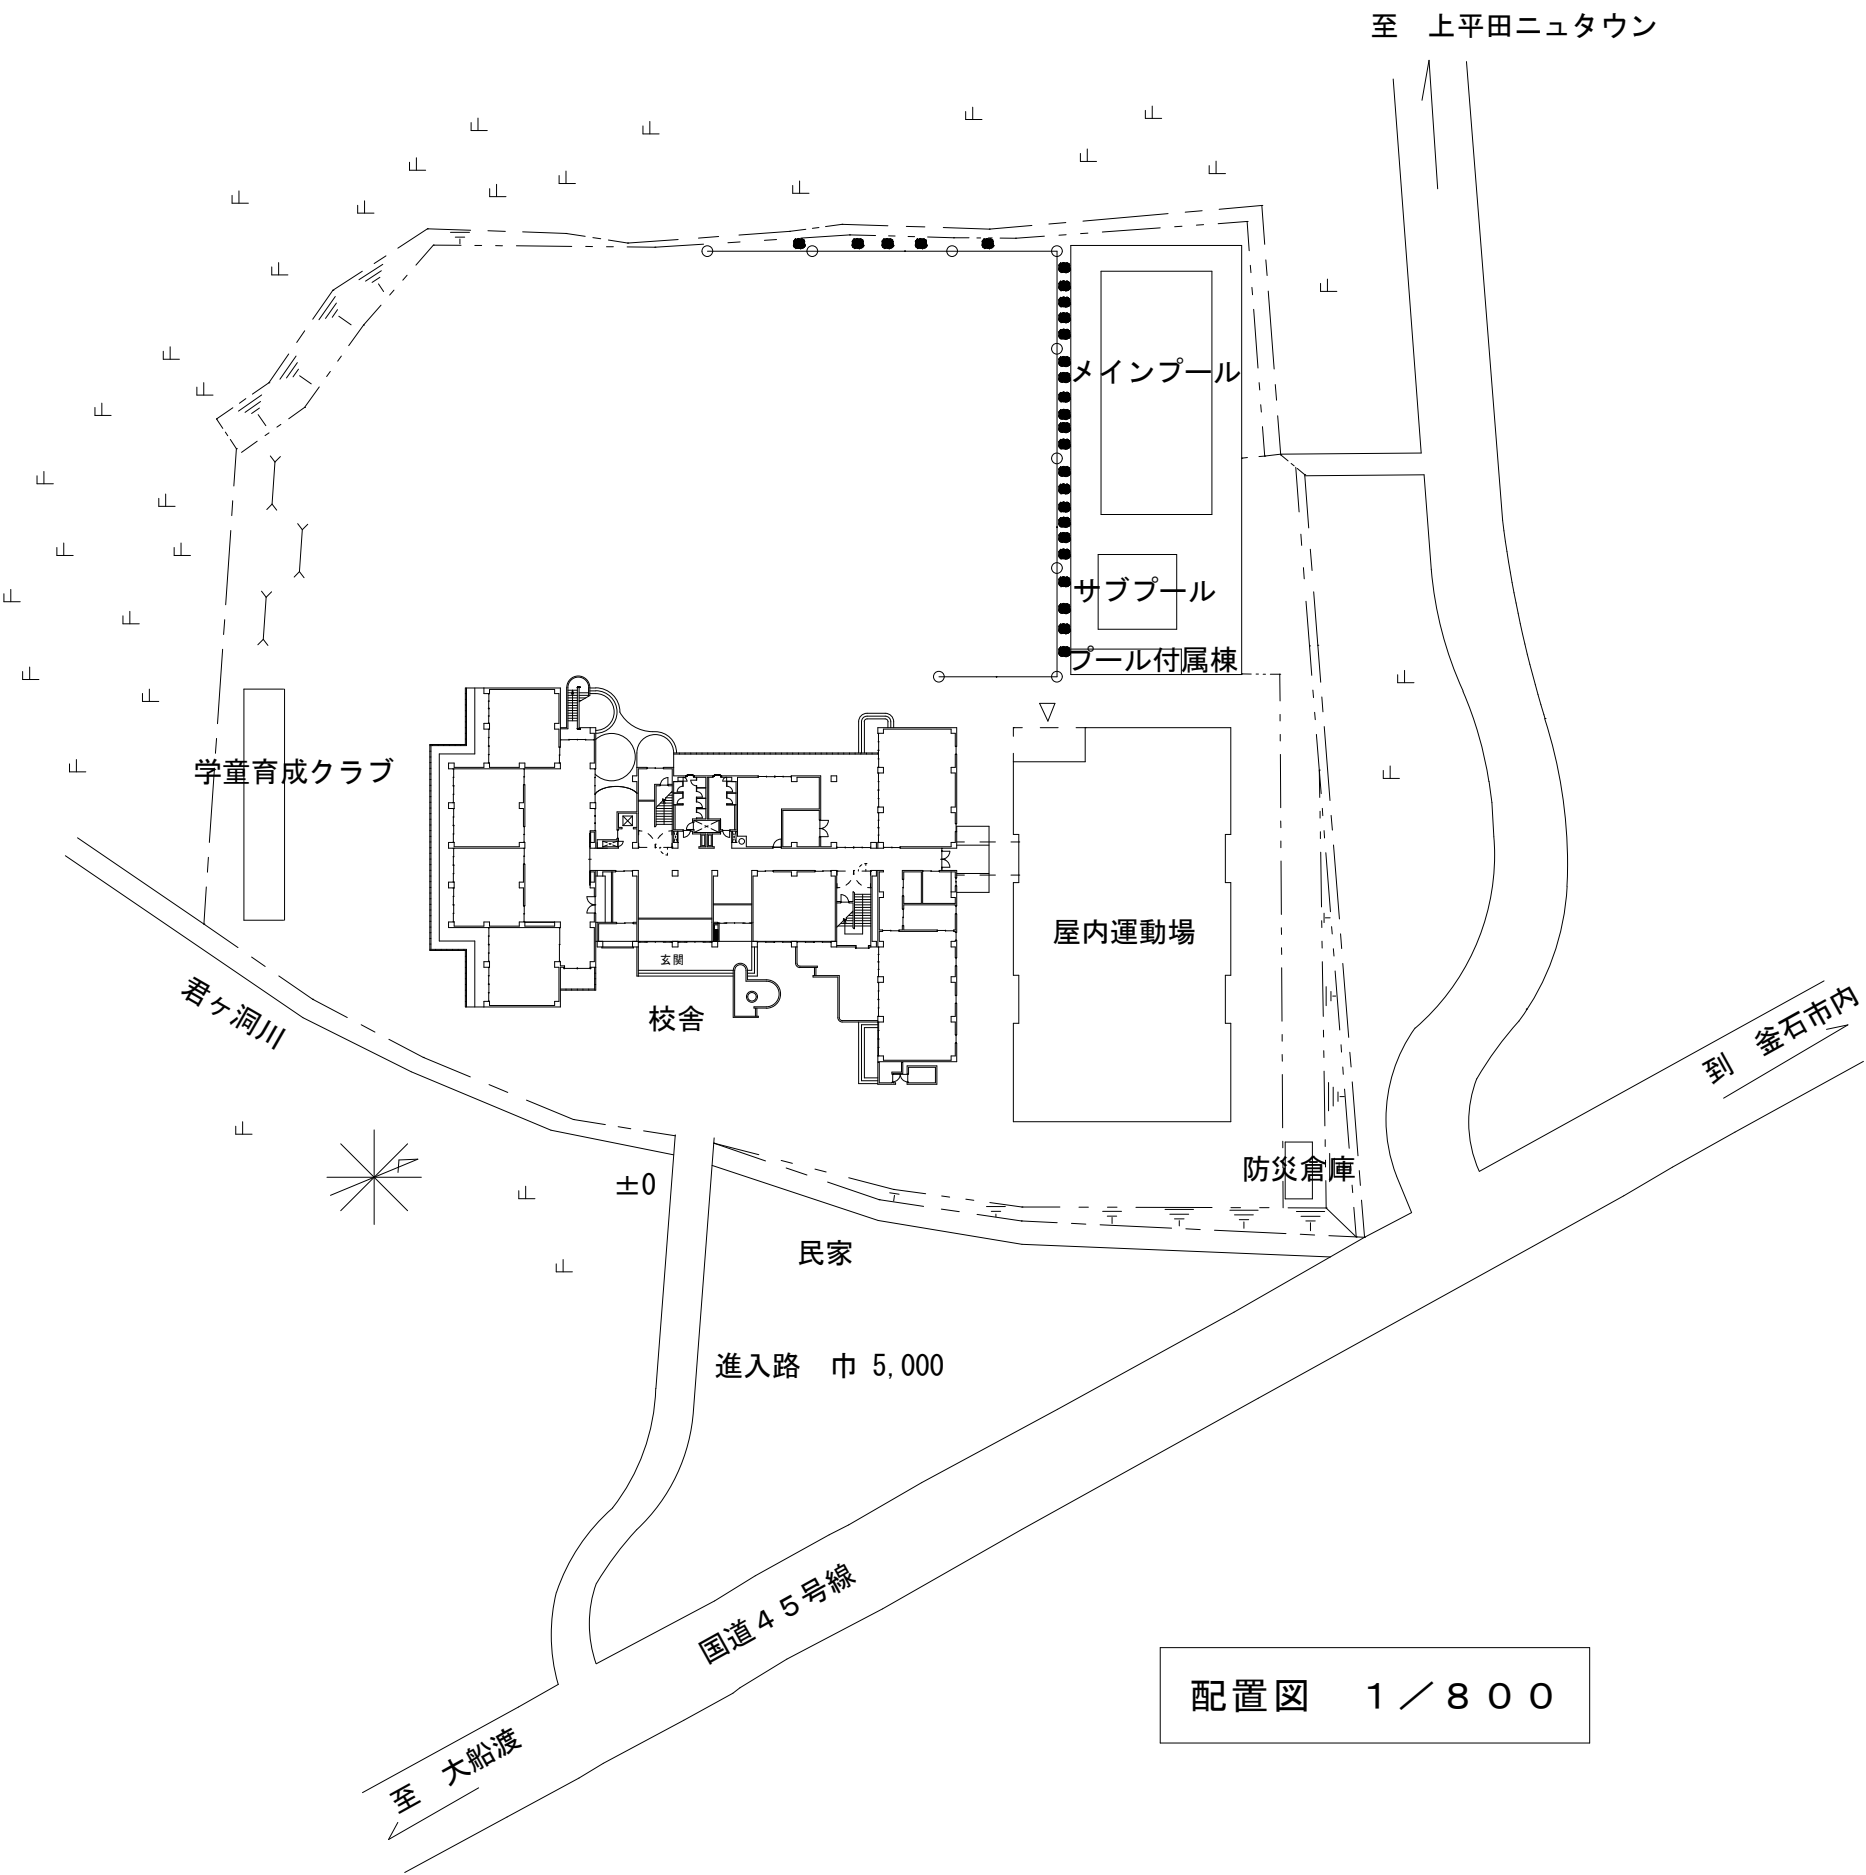 至　上平田ニュタウン
メインプール
サブプール
プール付属棟
学童育成クラブ
屋内運動場
玄関
君ヶ洞川
校舎
到　釜石市内
防災倉庫
±0
民家
進入路　巾 5,000
国道４５号線
配置図　１／８００
至　大船渡